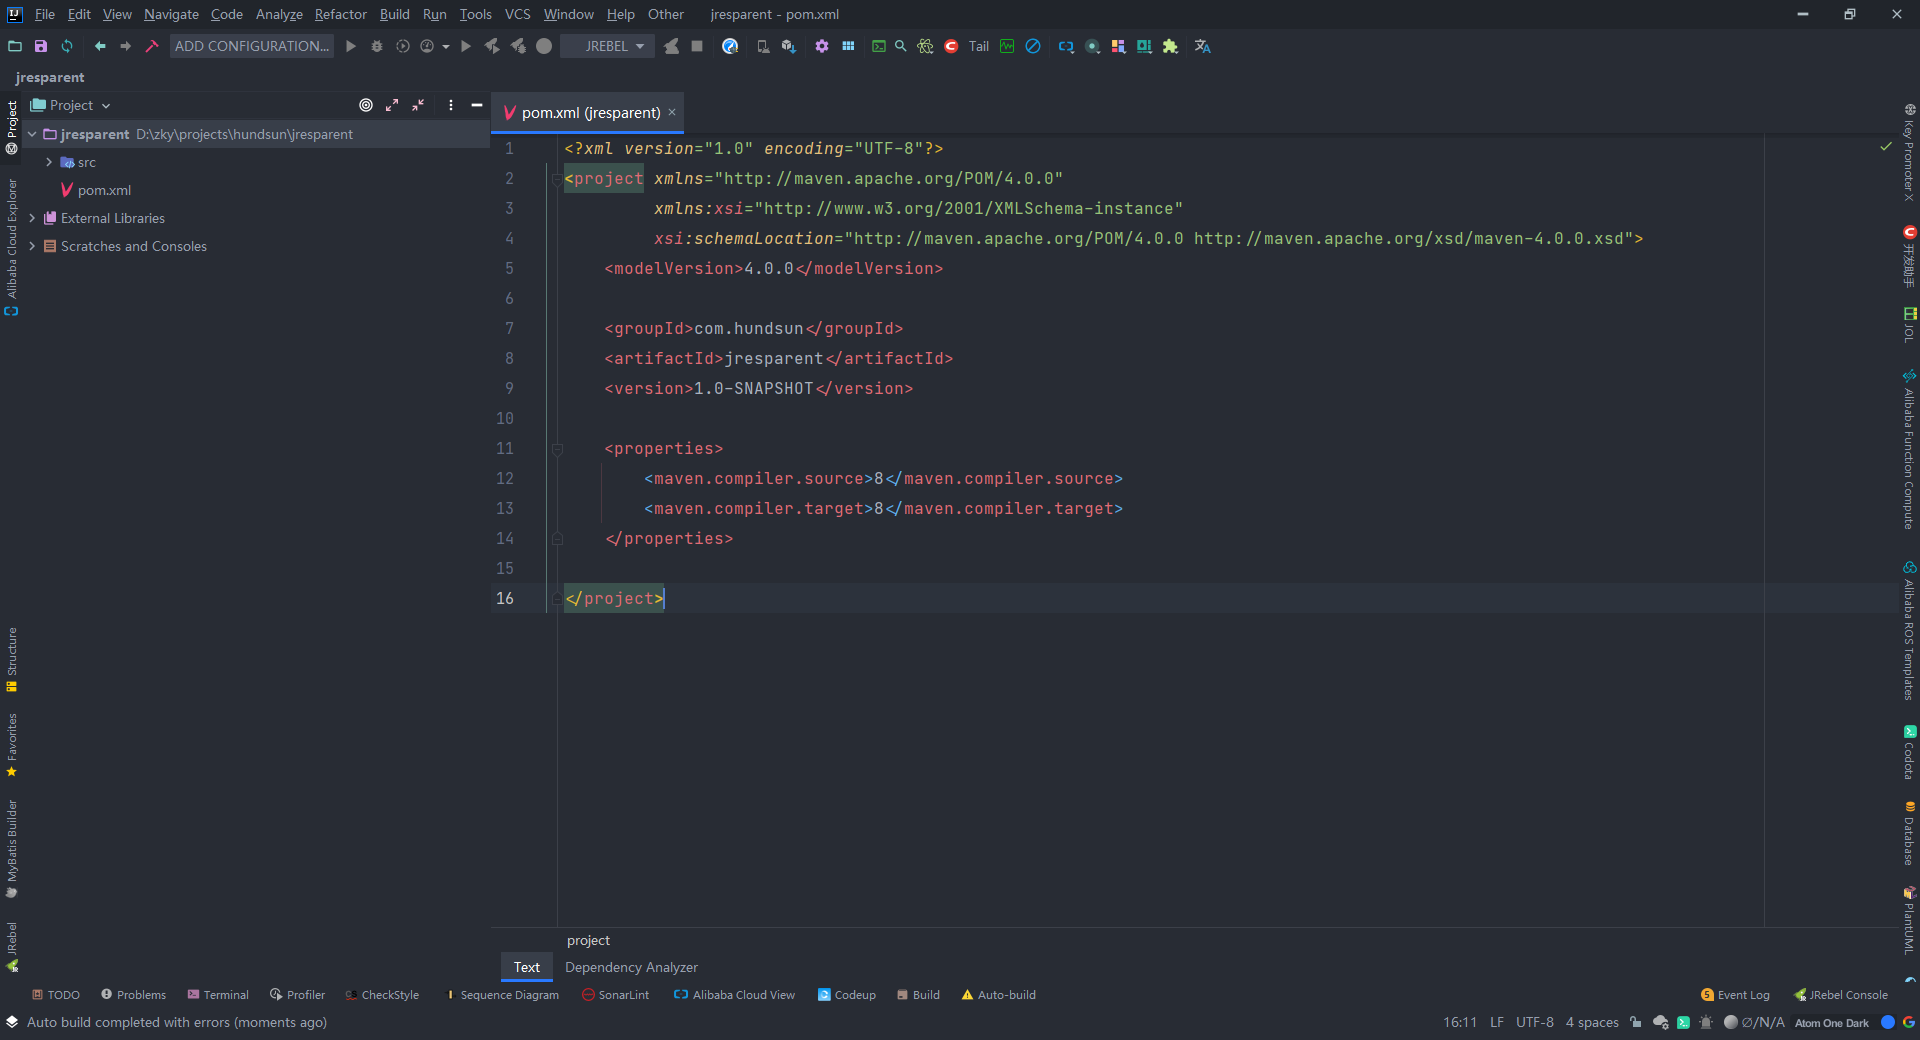 File Edit View Navigate Code Analyze Refactor Build Run Tools VCS Window Help Other jresparent - pom.xml
ADD CONFIGURATION... JREBEL Tail
jresparent
Project
pom.xml (jresparent)
jresparent D:\zky\projects\hundsun\jresparent
src
pom.xml
External Libraries
Scratches and Consoles
1 <?xml version="1.0" encoding="UTF-8"?>
2 <project xmlns="http://maven.apache.org/POM/4.0.0"
3 xmlns:xsi="http://www.w3.org/2001/XMLSchema-instance"
4 xsi:schemaLocation="http://maven.apache.org/POM/4.0.0 http://maven.apache.org/xsd/maven-4.0.0.xsd">
5 <modelVersion>4.0.0</modelVersion>
6
7 <groupId>com.hundsun</groupId>
8 <artifactId>jresparent</artifactId>
9 <version>1.0-SNAPSHOT</version>
10
11 <properties>
12 <maven.compiler.source>8</maven.compiler.source>
13 <maven.compiler.target>8</maven.compiler.target>
14 </properties>
15
16 </project>
project
Text Dependency Analyzer
Project
Alibaba Cloud Explorer
Structure
Favorites
MyBatis Builder
JRebel
Key Promoter X
开发助手
JOL
Alibaba Function Compute
Alibaba ROS Templates
Codota
Database
PlantUML
TODO Problems Terminal Profiler CheckStyle Sequence Diagram SonarLint Alibaba Cloud View Codeup Build Auto-build 5 Event Log JRebel Console
Auto build completed with errors (moments ago) 16:11 LF UTF-8 4 spaces ∅/N/A Atom One Dark